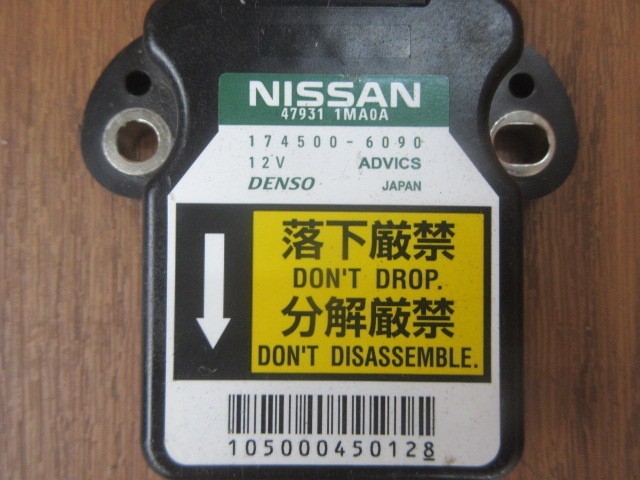 NISSAN
47931 1MA0A
174500-6090
12V ADVICS
DENSO JAPAN
落下厳禁
DON'T DROP.
分解厳禁
DON'T DISASSEMBLE.
105000450128